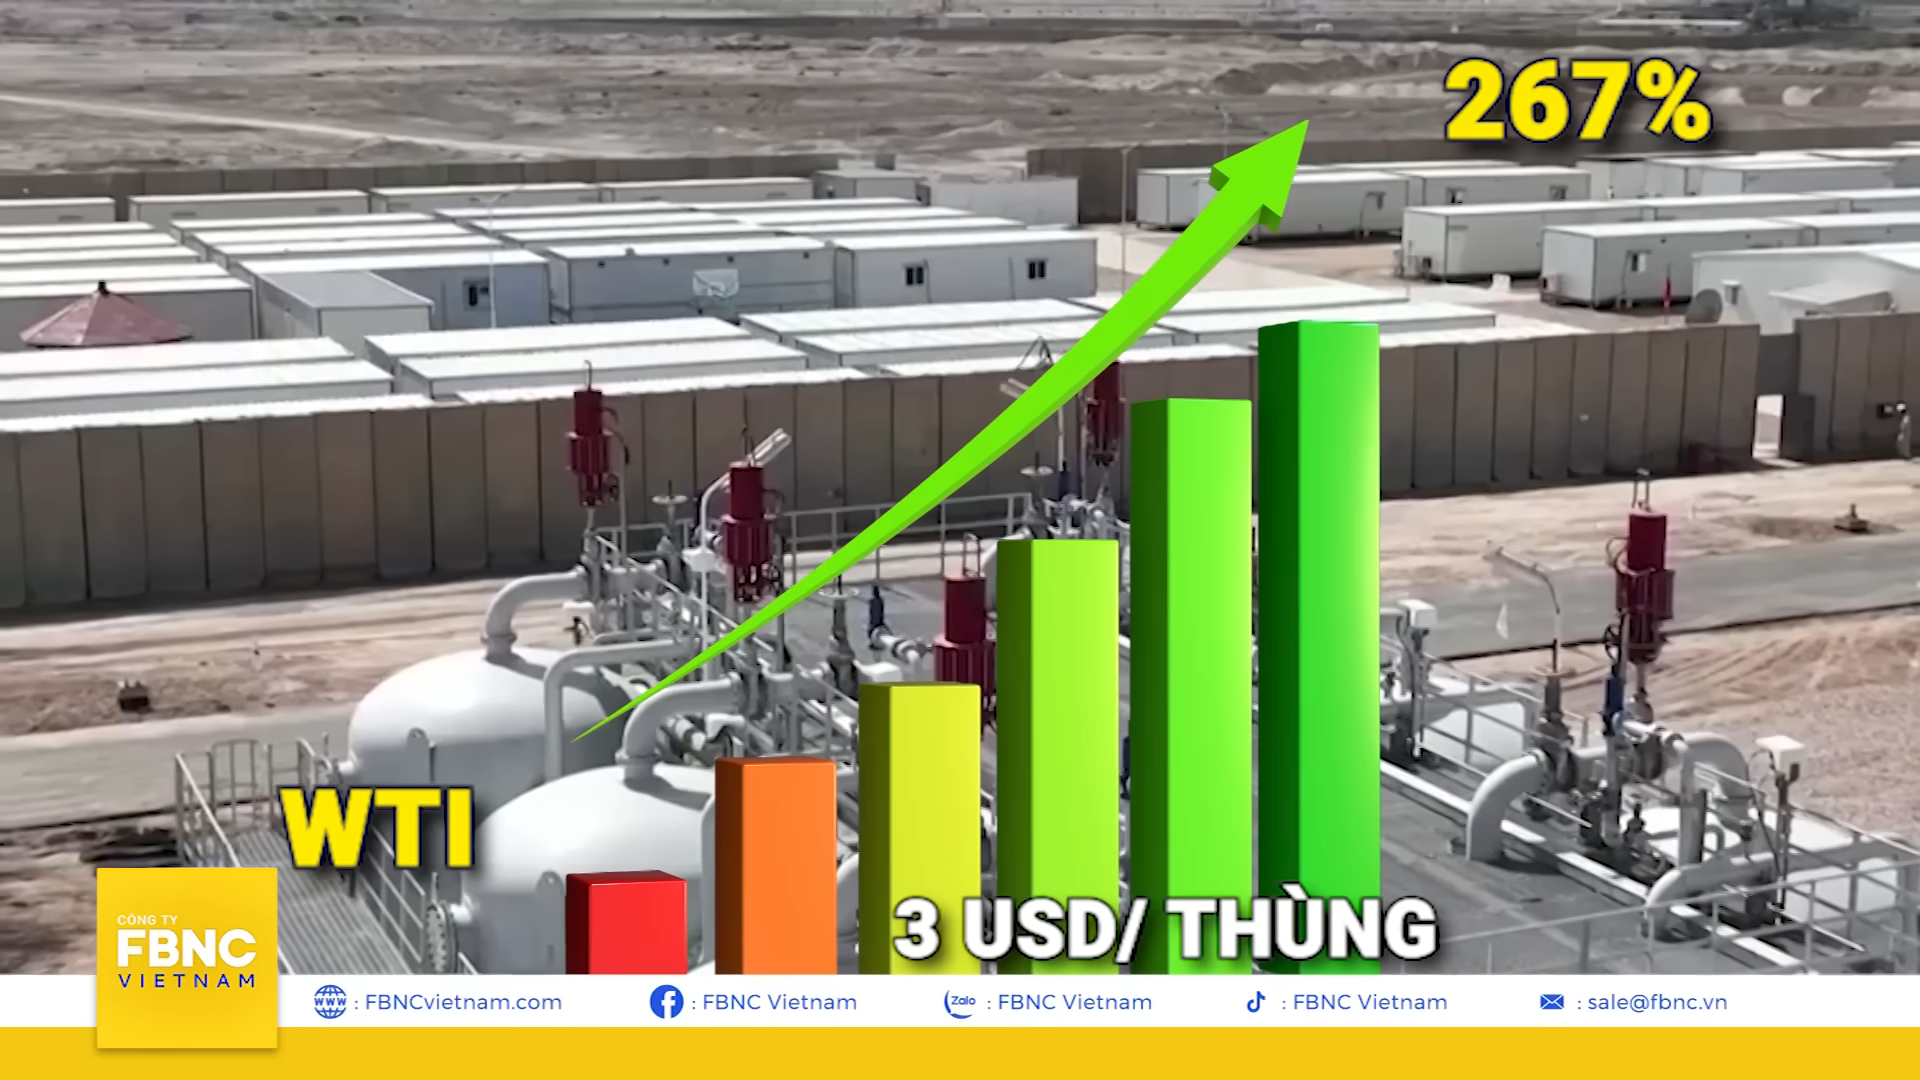 267%
WTI
3 USD/ THÙNG
CÔNG TY
FBNC
VIETNAM
www : FBNCvietnam.com
: FBNC Vietnam
Zalo : FBNC Vietnam
: FBNC Vietnam
: sale@fbnc.vn